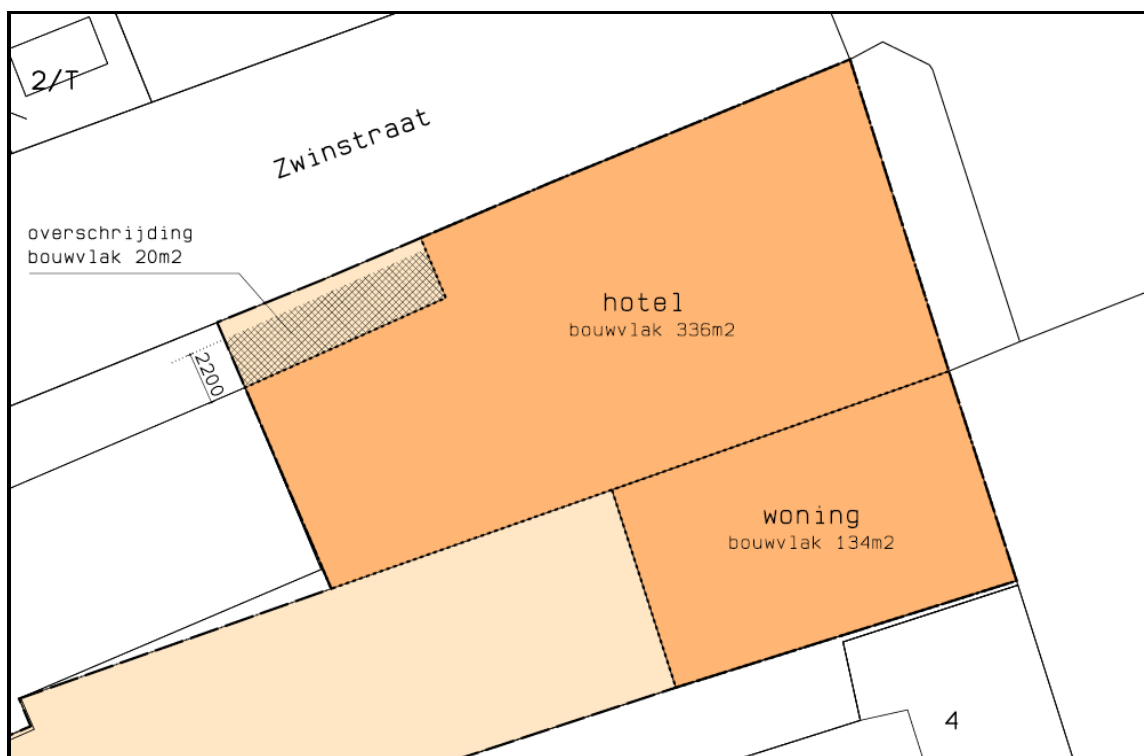 2/T
Zwinstraat
overschrijding
bouwvlak 20m2
hotel
bouwvlak 336m2
2200
woning
bouwvlak 134m2
4